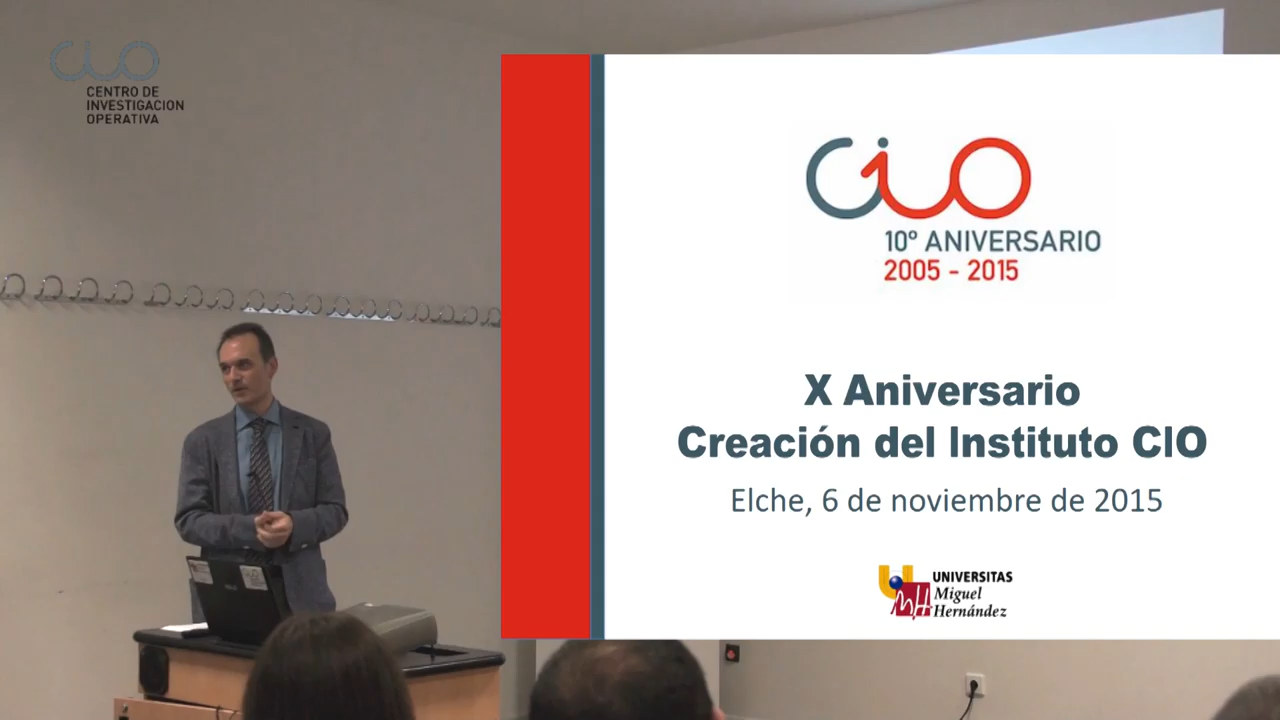 CIO
CENTRO DE
INVESTIGACION
OPERATIVA
CIO
10º ANIVERSARIO
2005 - 2015
X Aniversario
Creación del Instituto CIO
Elche, 6 de noviembre de 2015
UMH
UNIVERSITAS
Miguel
Hernández